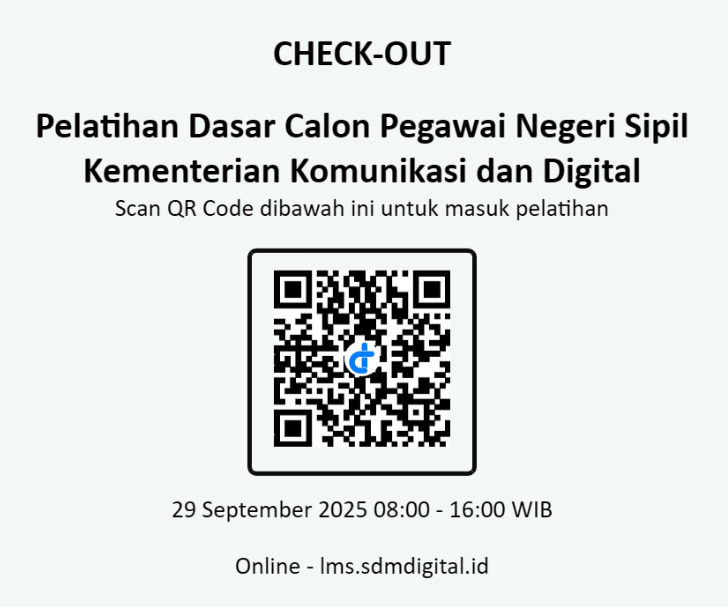 CHECK-OUT
Pelatihan Dasar Calon Pegawai Negeri Sipil
Kementerian Komunikasi dan Digital
Scan QR Code dibawah ini untuk masuk pelatihan
29 September 2025 08:00 - 16:00 WIB
Online - lms.sdmdigital.id